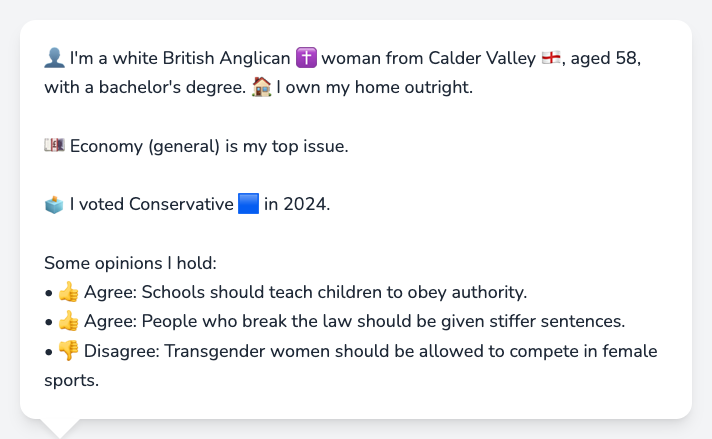 👤 I'm a white British Anglican ✝️ woman from Calder Valley 🏴󠁧󠁢󠁥󠁮󠁧󠁿, aged 58,
with a bachelor's degree. 🏠 I own my home outright.
💷 Economy (general) is my top issue.
🗳️ I voted Conservative 🟦 in 2024.
Some opinions I hold:
• 👍 Agree: Schools should teach children to obey authority.
• 👍 Agree: People who break the law should be given stiffer sentences.
• 👎 Disagree: Transgender women should be allowed to compete in female
sports.